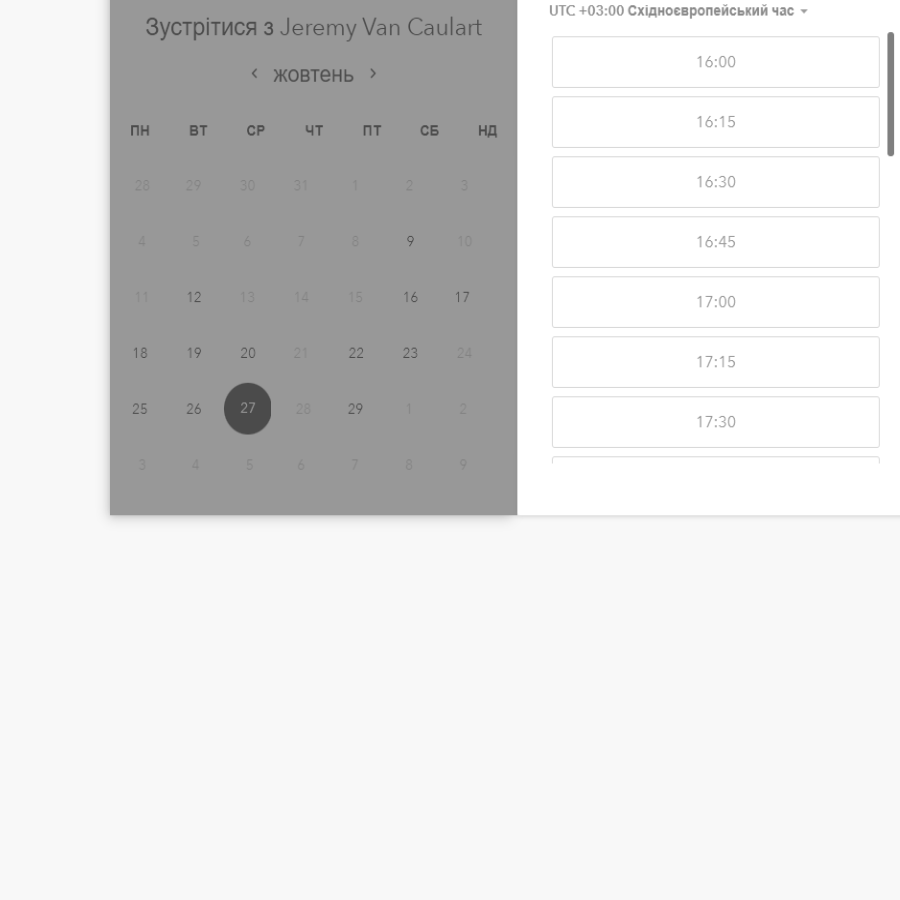 Зустрітися з Jeremy Van Caulart
‹ жовтень ›
ПН ВТ СР ЧТ ПТ СБ НД
28 29 30 31 1 2 3
4 5 6 7 8 9 10
11 12 13 14 15 16 17
18 19 20 21 22 23 24
25 26 27 28 29 1 2
3 4 5 6 7 8 9
UTC +03:00 Східноєвропейський час
16:00
16:15
16:30
16:45
17:00
17:15
17:30